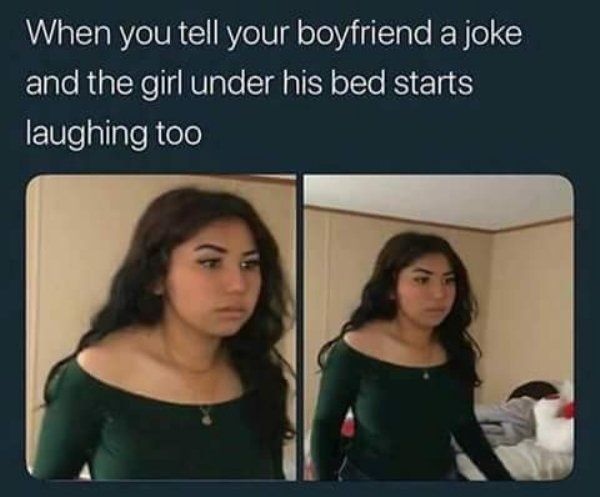 When you tell your boyfriend a joke
and the girl under his bed starts
laughing too